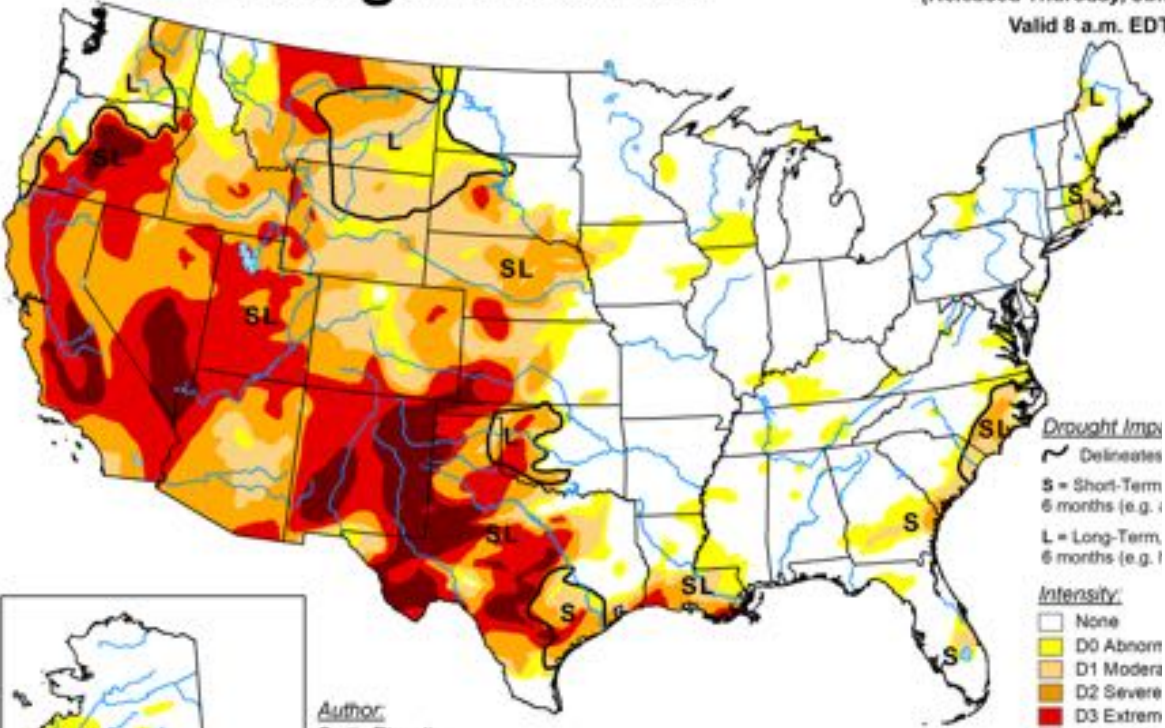 Valid 8 a.m. EDT
L
SL
L
L
S
SL
SL
L
SL
SL
S
S
SL
S
Drought Impa
Delineates
S = Short-Term,
6 months (e.g. a
L = Long-Term,
6 months (e.g. h
Intensity:
None
D0 Abnorm
D1 Modera
D2 Severe
D3 Extrem
Author: